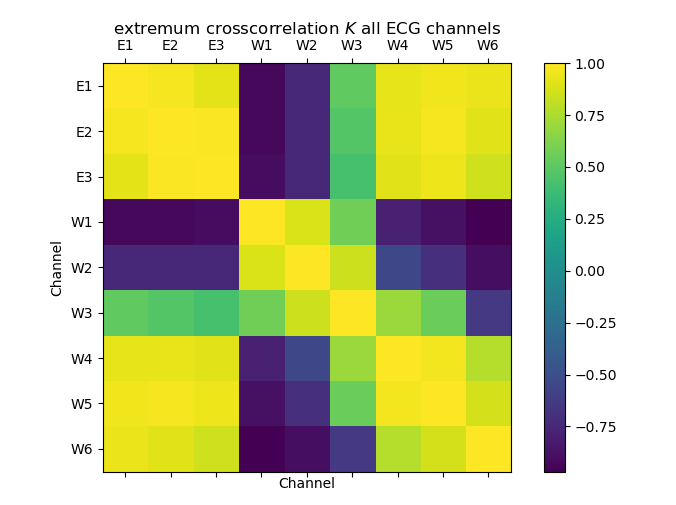 extremum crosscorrelation K all ECG channels
E1 E2 E3 W1 W2 W3 W4 W5 W6
E1
E2
E3
W1
W2
W3
W4
W5
W6
Channel
Channel
1.00
0.75
0.50
0.25
0.00
−0.25
−0.50
−0.75